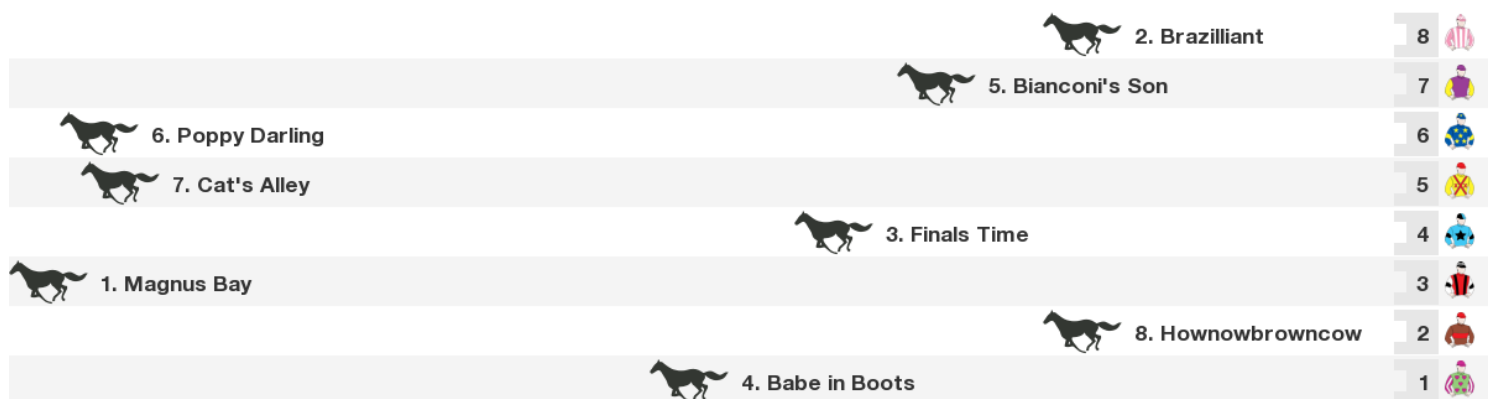 2. Brazilliant 8
5. Bianconi's Son 7
6. Poppy Darling 6
7. Cat's Alley 5
3. Finals Time 4
1. Magnus Bay 3
8. Hownowbrowncow 2
4. Babe in Boots 1